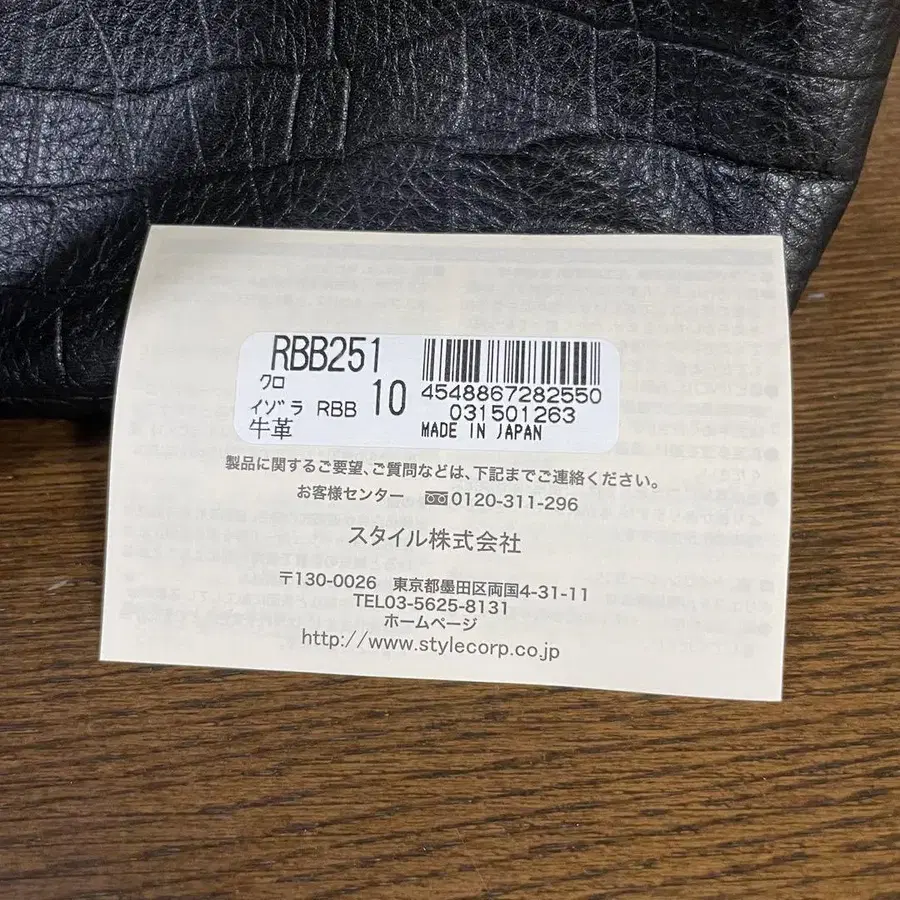 RBB251
クロ
イゾラ RBB 10
牛革
4548867282550
031501263
MADE IN JAPAN
製品に関するご要望、ご質問などは、下記までご連絡ください。
お客様センター 0120-311-296
スタイル株式会社
〒130-0026 東京都墨田区両国4-31-11
TEL03-5625-8131
ホームページ
http://www.stylecorp.co.jp